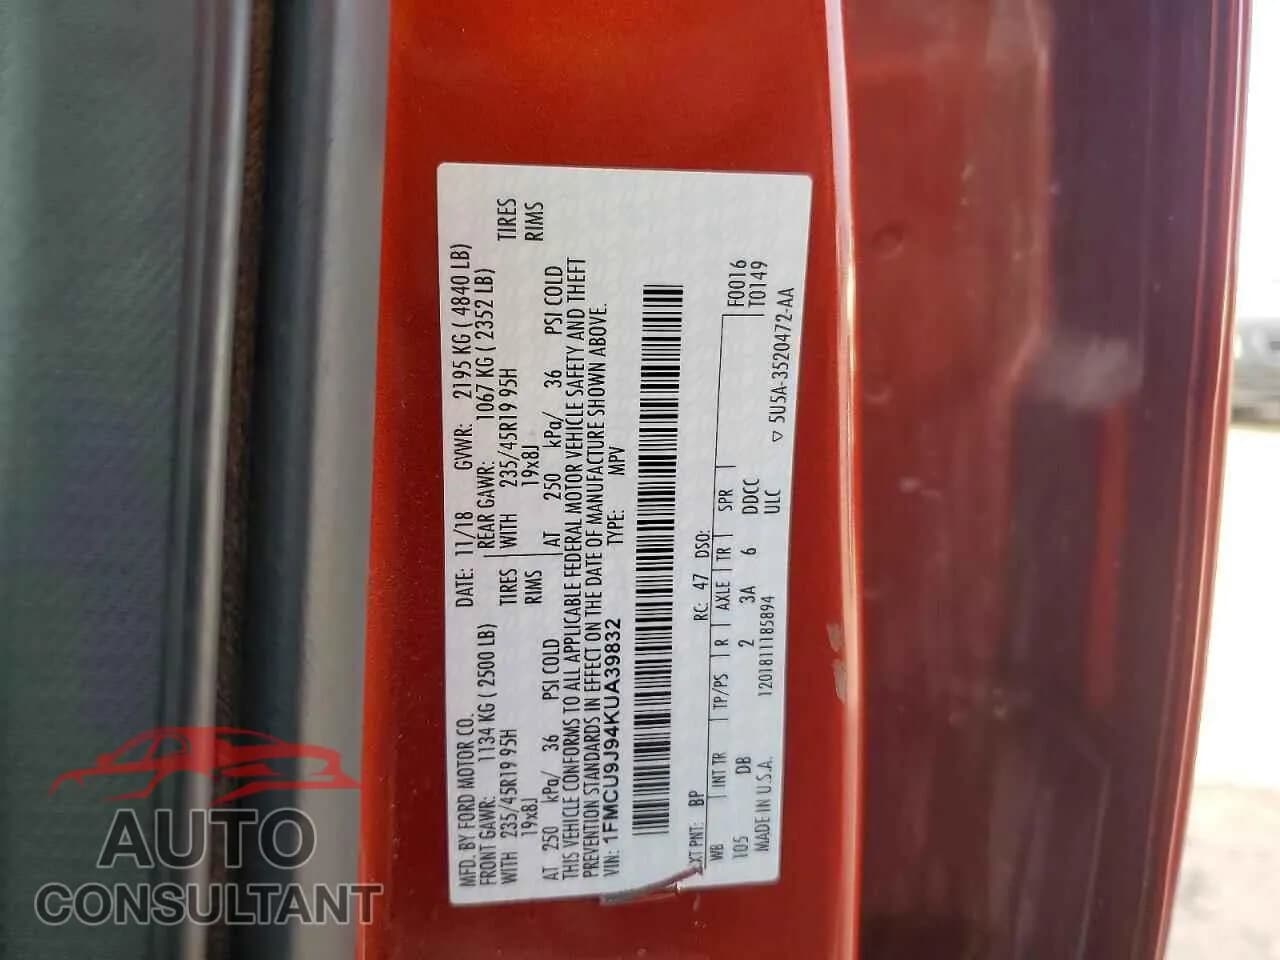 MFD. BY FORD MOTOR CO.
DATE: 11/18 GVWR: 2195 KG ( 4840 LB)
FRONT GAWR: 1134 KG ( 2500 LB)
REAR GAWR: 1067 KG ( 2352 LB)
WITH 235/45R19 95H TIRES
WITH 235/45R19 95H TIRES
19x8J RIMS
19x8J RIMS
AT 250 kPa/ 36 PSI COLD
AT 250 kPa/ 36 PSI COLD
THIS VEHICLE CONFORMS TO ALL APPLICABLE FEDERAL MOTOR VEHICLE SAFETY AND THEFT
PREVENTION STANDARDS IN EFFECT ON THE DATE OF MANUFACTURE SHOWN ABOVE.
VIN: 1FMCU9J94KUA39832
TYPE: MPV
EXT PNT: BP RC: 47 DSO:
WB INT TR TP/PS R AXLE TR SPR
105 DB 2 3A 6 DDCC
F0016
T0149
MADE IN U.S.A. 1201811185894 ULC
▽ 5U5A-3520472-AA
AUTO
CONSULTANT